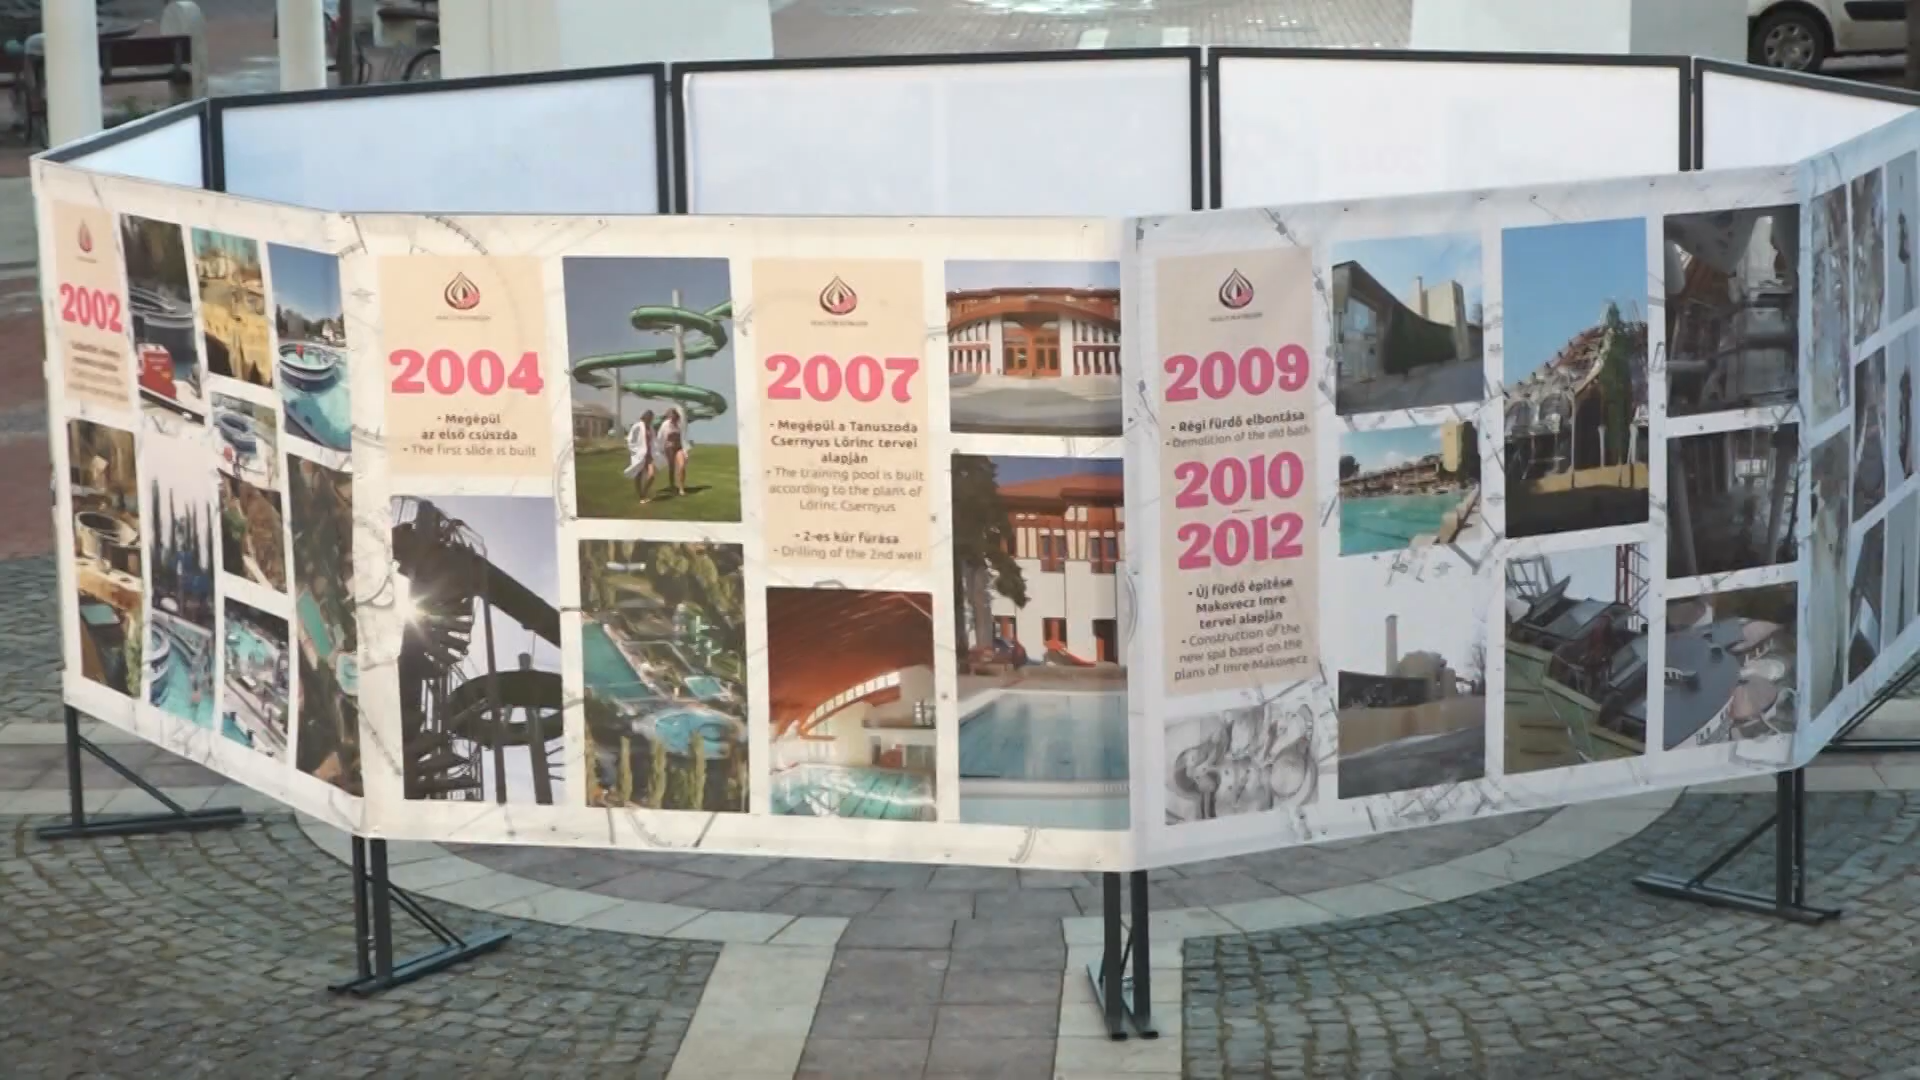 2002
2004
• Megépül
az első csúszda
• The first slide is built
2007
• Megépül a Tanuszoda
Csernyus Lőrinc tervei
alapján
• The training pool is built
according to the plans of
Lőrinc Csernyus
• 2-es kúr fúrása
• Drilling of the 2nd well
2009
• Régi fürdő elbontása
• Demolition of the old bath
2010
2012
• Új fürdő építése
Makovecz Imre
tervei alapján
• Construction of the
new spa based on the
plans of Imre Makovecz